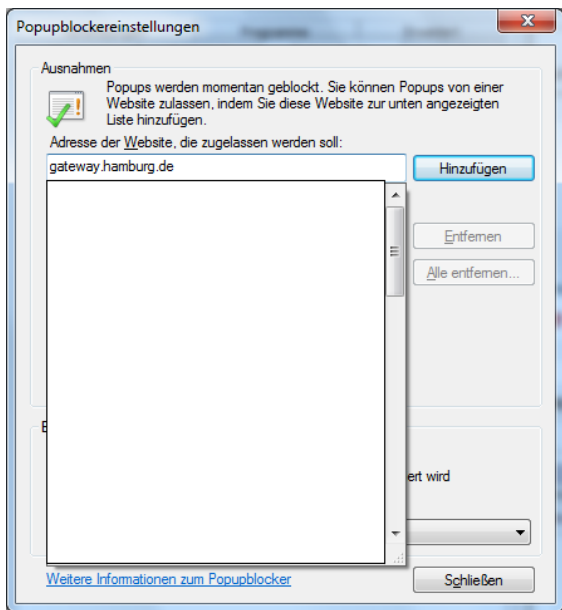 Popupblockereinstellungen
Ausnahmen
Popups werden momentan geblockt. Sie können Popups von einer
Website zulassen, indem Sie diese Website zur unten angezeigten
Liste hinzufügen.
Adresse der Website, die zugelassen werden soll:
gateway.hamburg.de
Hinzufügen
Entfernen
Alle entfernen...
ert wird
Weitere Informationen zum Popupblocker
Schließen